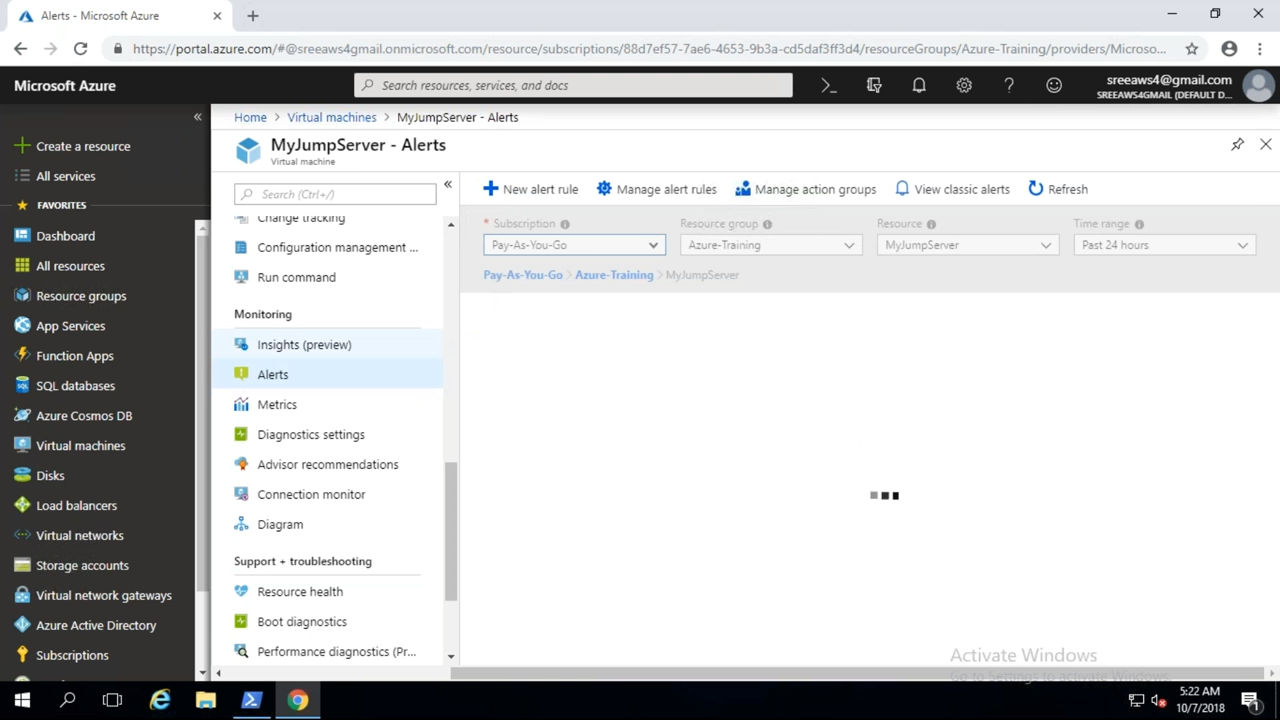 Alerts - Microsoft Azure
https://portal.azure.com/#@sreeaws4gmail.onmicrosoft.com/resource/subscriptions/88d7ef57-7ae6-4653-9b3a-cd5daf3ff3d4/resourceGroups/Azure-Training/providers/Microso...
Microsoft Azure
Search resources, services, and docs
sreeaws4@gmail.com
SREEAWS4GMAIL (DEFAULT D...
Create a resource
All services
FAVORITES
Dashboard
All resources
Resource groups
App Services
Function Apps
SQL databases
Azure Cosmos DB
Virtual machines
Disks
Load balancers
Virtual networks
Storage accounts
Virtual network gateways
Azure Active Directory
Subscriptions
Home > Virtual machines > MyJumpServer - Alerts
MyJumpServer - Alerts
Virtual machine
Search (Ctrl+/)
Change tracking
Configuration management ...
Run command
Monitoring
Insights (preview)
Alerts
Metrics
Diagnostics settings
Advisor recommendations
Connection monitor
Diagram
Support + troubleshooting
Resource health
Boot diagnostics
Performance diagnostics (Pr...
New alert rule Manage alert rules Manage action groups View classic alerts Refresh
* Subscription Resource group Resource Time range
Pay-As-You-Go Azure-Training MyJumpServer Past 24 hours
Pay-As-You-Go > Azure-Training > MyJumpServer
Activate Windows
Go to Settings to activate Windows.
5:22 AM
10/7/2018
1